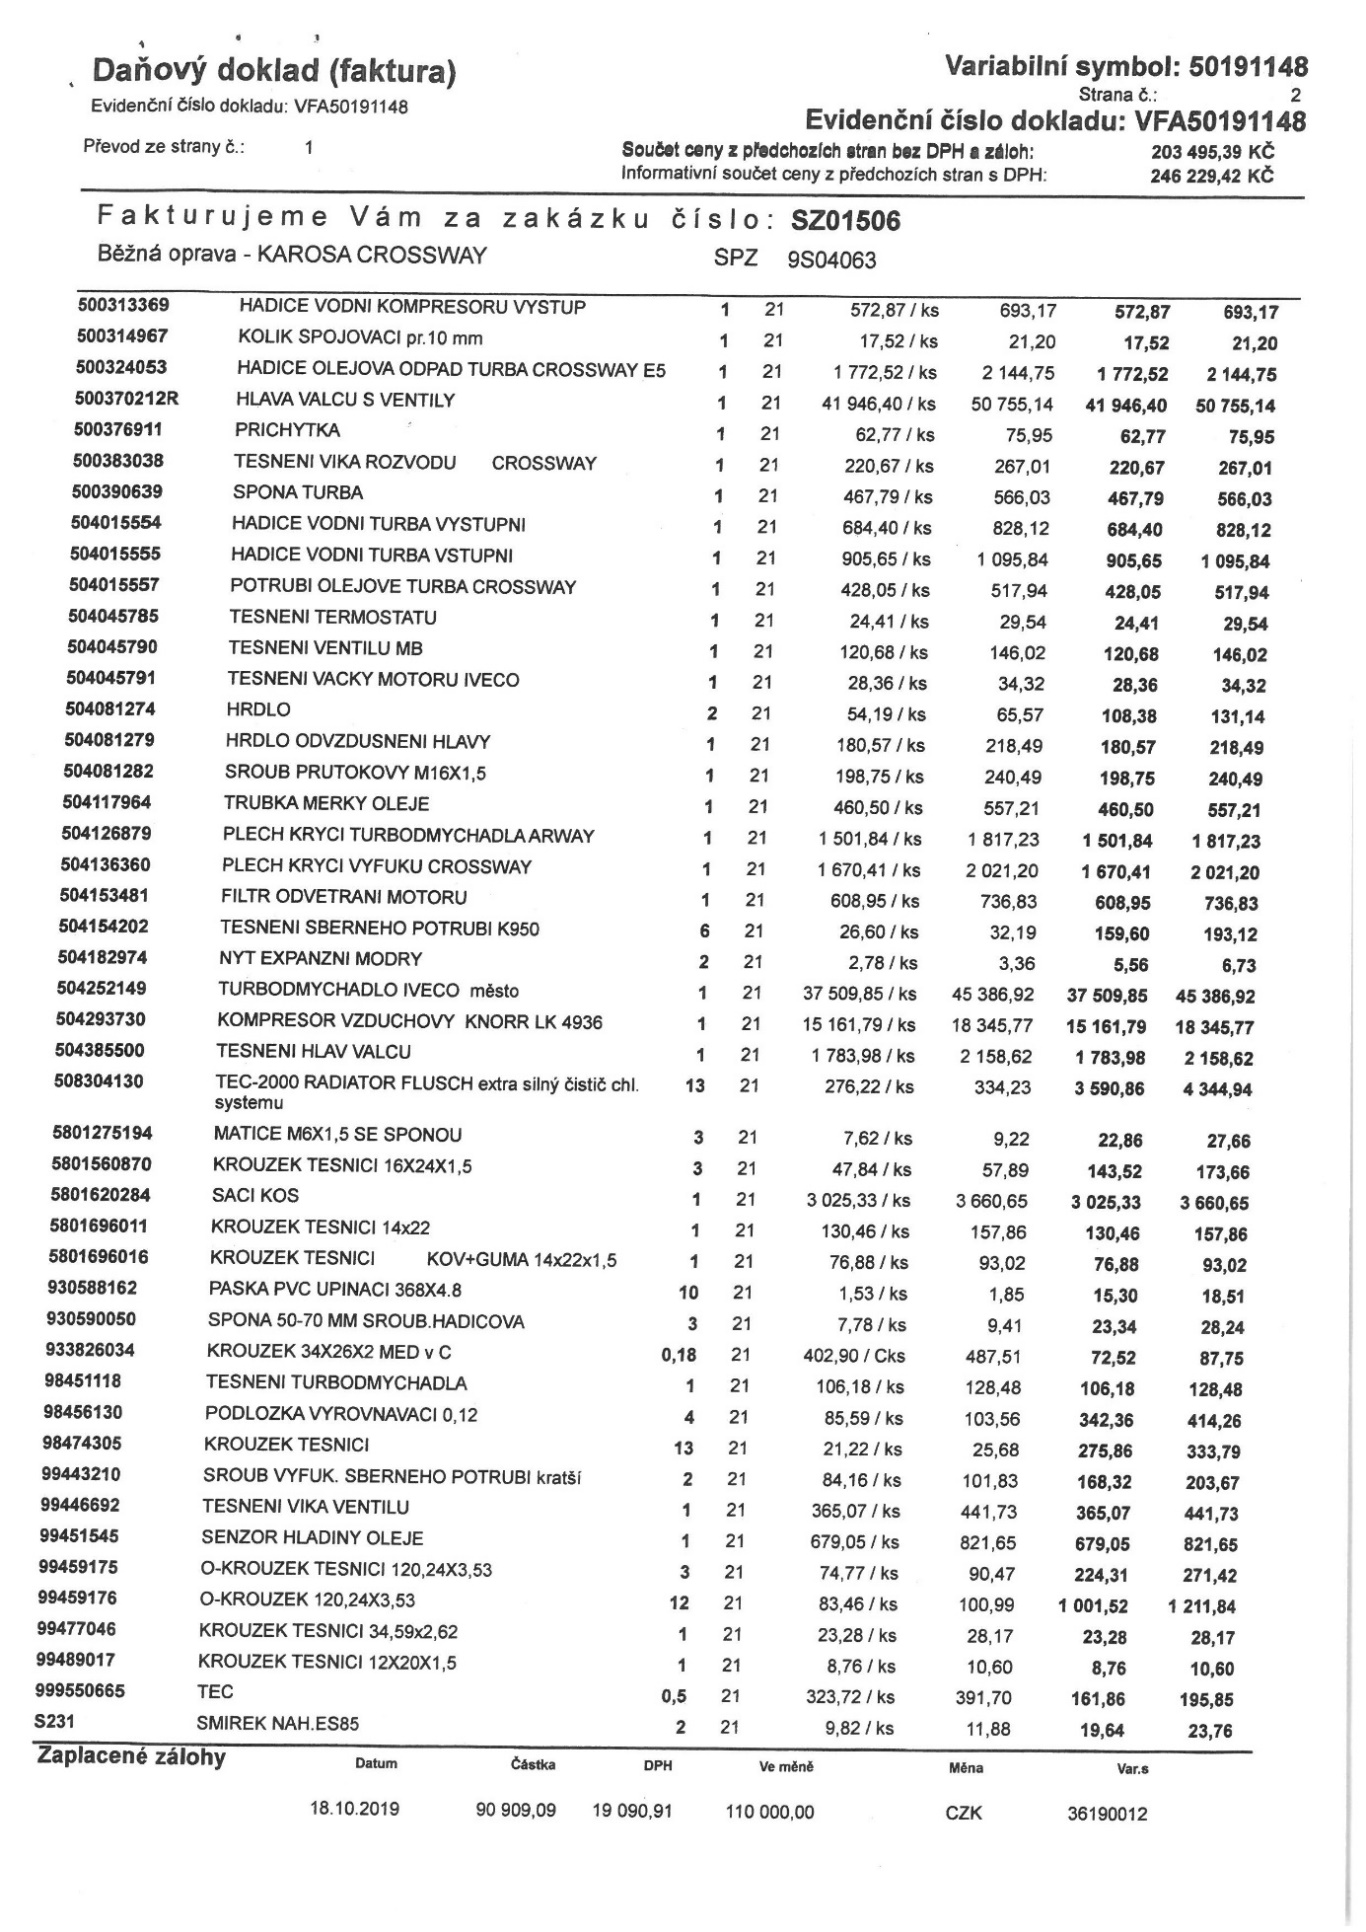 Daňový doklad (faktura) Variabilní symbol: 50191148
Evidenční číslo dokladu: VFA50191148 Strana č.: 2
Evidenční číslo dokladu: VFA50191148
Převod ze strany č.: 1 Součet ceny z předchozích stran bez DPH a záloh: 203 495,39 KČ
Informativní součet ceny z předchozích stran s DPH: 246 229,42 KČ
Fakturujeme Vám za zakázku číslo: SZ01506
Běžná oprava - KAROSA CROSSWAY SPZ 9S04063
500313369 HADICE VODNI KOMPRESORU VYSTUP 1 21 572,87 / ks 693,17 572,87 693,17
500314967 KOLIK SPOJOVACI pr.10 mm 1 21 17,52 / ks 21,20 17,52 21,20
500324053 HADICE OLEJOVA ODPAD TURBA CROSSWAY E5 1 21 1 772,52 / ks 2 144,75 1 772,52 2 144,75
500370212R HLAVA VALCU S VENTILY 1 21 41 946,40 / ks 50 755,14 41 946,40 50 755,14
500376911 PRICHYTKA 1 21 62,77 / ks 75,95 62,77 75,95
500383038 TESNENI VIKA ROZVODU CROSSWAY 1 21 220,67 / ks 267,01 220,67 267,01
500390639 SPONA TURBA 1 21 467,79 / ks 566,03 467,79 566,03
504015554 HADICE VODNI TURBA VYSTUPNI 1 21 684,40 / ks 828,12 684,40 828,12
504015555 HADICE VODNI TURBA VSTUPNI 1 21 905,65 / ks 1 095,84 905,65 1 095,84
504015557 POTRUBI OLEJOVE TURBA CROSSWAY 1 21 428,05 / ks 517,94 428,05 517,94
504045785 TESNENI TERMOSTATU 1 21 24,41 / ks 29,54 24,41 29,54
504045790 TESNENI VENTILU MB 1 21 120,68 / ks 146,02 120,68 146,02
504045791 TESNENI VACKY MOTORU IVECO 1 21 28,36 / ks 34,32 28,36 34,32
504081274 HRDLO 2 21 54,19 / ks 65,57 108,38 131,14
504081279 HRDLO ODVZDUSNENI HLAVY 1 21 180,57 / ks 218,49 180,57 218,49
504081282 SROUB PRUTOKOVY M16X1,5 1 21 198,75 / ks 240,49 198,75 240,49
504117964 TRUBKA MERKY OLEJE 1 21 460,50 / ks 557,21 460,50 557,21
504126879 PLECH KRYCI TURBODMYCHADLA ARWAY 1 21 1 501,84 / ks 1 817,23 1 501,84 1 817,23
504136360 PLECH KRYCI VYFUKU CROSSWAY 1 21 1 670,41 / ks 2 021,20 1 670,41 2 021,20
504153481 FILTR ODVETRANI MOTORU 1 21 608,95 / ks 736,83 608,95 736,83
504154202 TESNENI SBERNEHO POTRUBI K950 6 21 26,60 / ks 32,19 159,60 193,12
504182974 NYT EXPANZNI MODRY 2 21 2,78 / ks 3,36 5,56 6,73
504252149 TURBODMYCHADLO IVECO město 1 21 37 509,85 / ks 45 386,92 37 509,85 45 386,92
504293730 KOMPRESOR VZDUCHOVY KNORR LK 4936 1 21 15 161,79 / ks 18 345,77 15 161,79 18 345,77
504385500 TESNENI HLAV VALCU 1 21 1 783,98 / ks 2 158,62 1 783,98 2 158,62
508304130 TEC-2000 RADIATOR FLUSCH extra silný čistič chl. 13 21 276,22 / ks 334,23 3 590,86 4 344,94
systemu
5801275194 MATICE M6X1,5 SE SPONOU 3 21 7,62 / ks 9,22 22,86 27,66
5801560870 KROUZEK TESNICI 16X24X1,5 3 21 47,84 / ks 57,89 143,52 173,66
5801620284 SACI KOS 1 21 3 025,33 / ks 3 660,65 3 025,33 3 660,65
5801696011 KROUZEK TESNICI 14x22 1 21 130,46 / ks 157,86 130,46 157,86
5801696016 KROUZEK TESNICI KOV+GUMA 14x22x1,5 1 21 76,88 / ks 93,02 76,88 93,02
930588162 PASKA PVC UPINACI 368X4.8 10 21 1,53 / ks 1,85 15,30 18,51
930590050 SPONA 50-70 MM SROUB.HADICOVA 3 21 7,78 / ks 9,41 23,34 28,24
933826034 KROUZEK 34X26X2 MED v C 0,18 21 402,90 / Cks 487,51 72,52 87,75
98451118 TESNENI TURBODMYCHADLA 1 21 106,18 / ks 128,48 106,18 128,48
98456130 PODLOZKA VYROVNAVACI 0,12 4 21 85,59 / ks 103,56 342,36 414,26
98474305 KROUZEK TESNICI 13 21 21,22 / ks 25,68 275,86 333,79
99443210 SROUB VYFUK. SBERNEHO POTRUBI kratší 2 21 84,16 / ks 101,83 168,32 203,67
99446692 TESNENI VIKA VENTILU 1 21 365,07 / ks 441,73 365,07 441,73
99451545 SENZOR HLADINY OLEJE 1 21 679,05 / ks 821,65 679,05 821,65
99459175 O-KROUZEK TESNICI 120,24X3,53 3 21 74,77 / ks 90,47 224,31 271,42
99459176 O-KROUZEK 120,24X3,53 12 21 83,46 / ks 100,99 1 001,52 1 211,84
99477046 KROUZEK TESNICI 34,59x2,62 1 21 23,28 / ks 28,17 23,28 28,17
99489017 KROUZEK TESNICI 12X20X1,5 1 21 8,76 / ks 10,60 8,76 10,60
999550665 TEC 0,5 21 323,72 / ks 391,70 161,86 195,85
S231 SMIREK NAH.ES85 2 21 9,82 / ks 11,88 19,64 23,76
Zaplacené zálohy Datum Částka DPH Ve měně Měna Var.s
18.10.2019 90 909,09 19 090,91 110 000,00 CZK 36190012